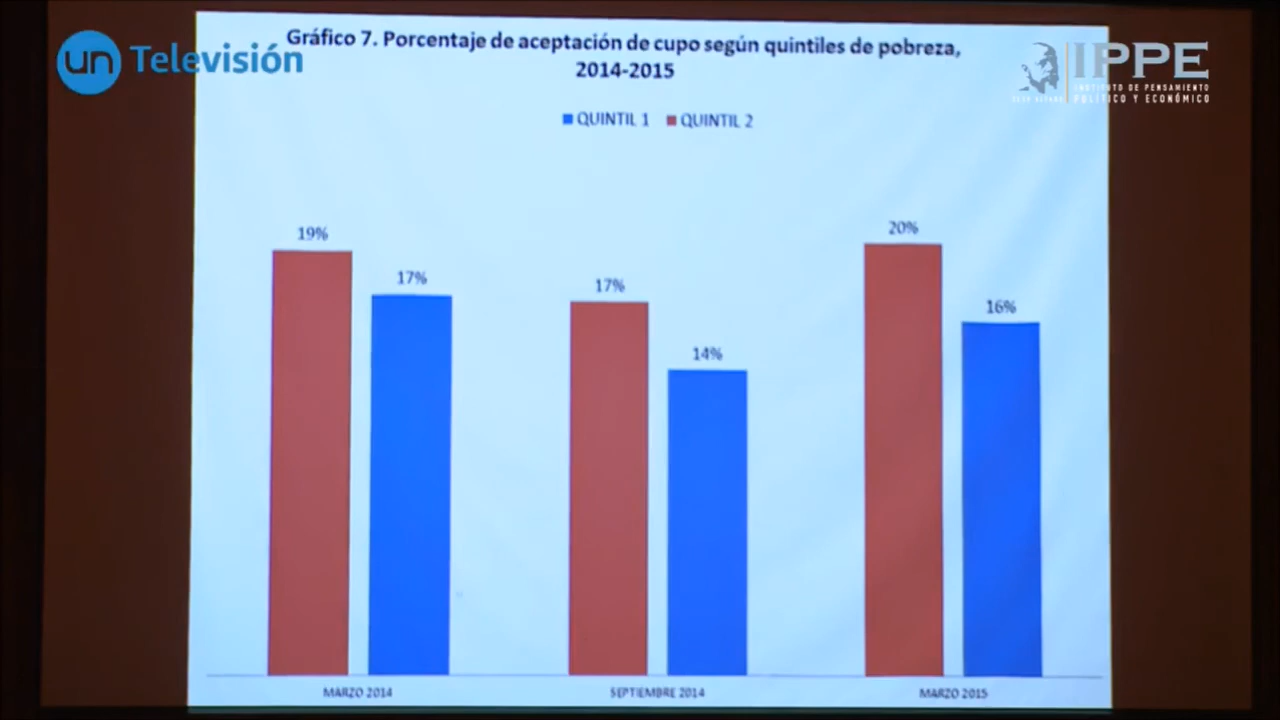 un Televisión
IPPE
INSTITUTO DE PENSAMIENTO
POLÍTICO Y ECONÓMICO
Gráfico 7. Porcentaje de aceptación de cupo según quintiles de pobreza,
2014-2015
QUINTIL 1 QUINTIL 2
19%
17%
17%
14%
20%
16%
MARZO 2014 SEPTIEMBRE 2014 MARZO 2015